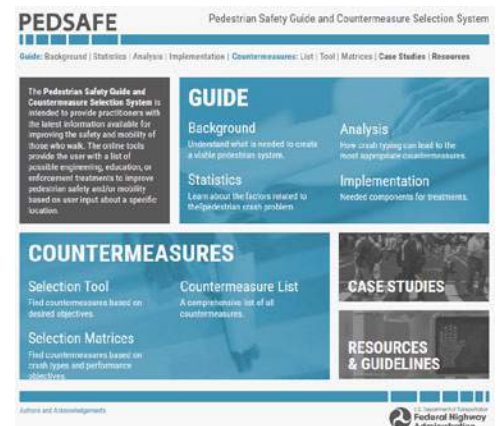 PEDSAFE
Pedestrian Safety Guide and Countermeasure Selection System
Guide: Background | Statistics | Analysis | Implementation | Countermeasures: List | Tool | Matrices | Case Studies | Resources
The Pedestrian Safety Guide and
Countermeasure Selection System is
intended to provide practitioners with
the latest information available for
improving the safety and mobility of
those who walk. The online tools
provide the user with a list of
possible engineering, education, or
enforcement treatments to improve
pedestrian safety and/or mobility
based on user input about a specific
location.
GUIDE
Background
Understand what is needed to create
a viable pedestrian system.
Statistics
Learn about the factors related to
the pedestrian crash problem.
Analysis
How crash typing can lead to the
most appropriate countermeasures.
Implementation
Needed components for treatments.
COUNTERMEASURES
Selection Tool
Find countermeasures based on
desired objectives.
Selection Matrices
Find countermeasures based on
crash types and performance
objectives.
Countermeasure List
A comprehensive list of all
countermeasures.
CASE STUDIES
RESOURCES
& GUIDELINES
Authors and Acknowledgements
U.S. Department of Transportation
Federal Highway
Administration